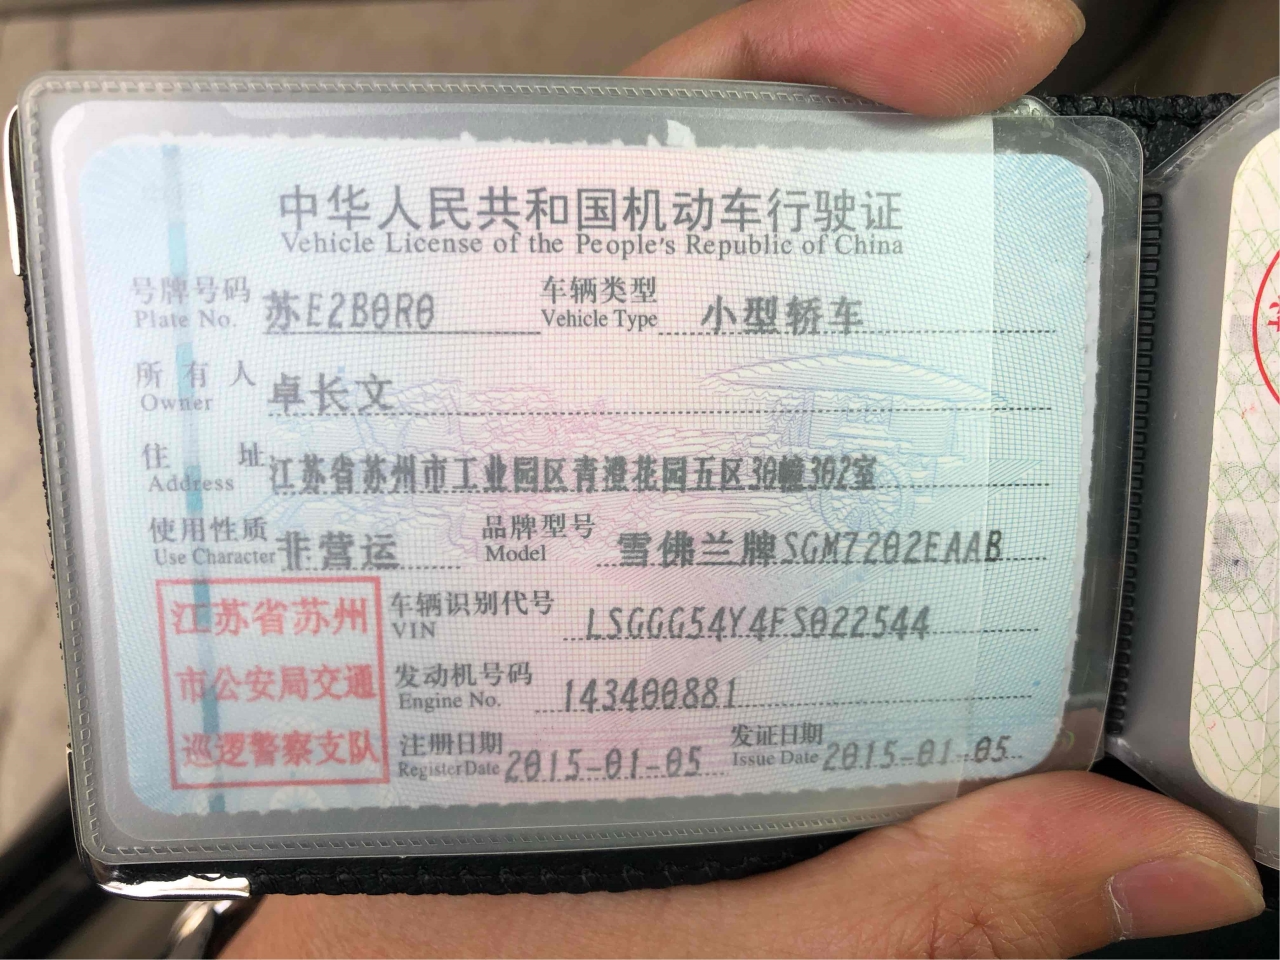 中华人民共和国机动车行驶证
Vehicle License of the People's Republic of China
号牌号码 苏E2B0R0 车辆类型 小型轿车
Plate No. Vehicle Type
所有人 卓长文
Owner
住址 江苏省苏州市工业园区青澄花园五区30幢302室
Address
使用性质 非营运 品牌型号 雪佛兰牌SGM7202EAAB
Use Character Model
江苏省苏州
市公安局交通
巡逻警察支队
车辆识别代号 LSGGG54Y4FS022544
VIN
发动机号码 143400881
Engine No.
注册日期 2015-01-05 发证日期 2015-01-05
Register Date Issue Date